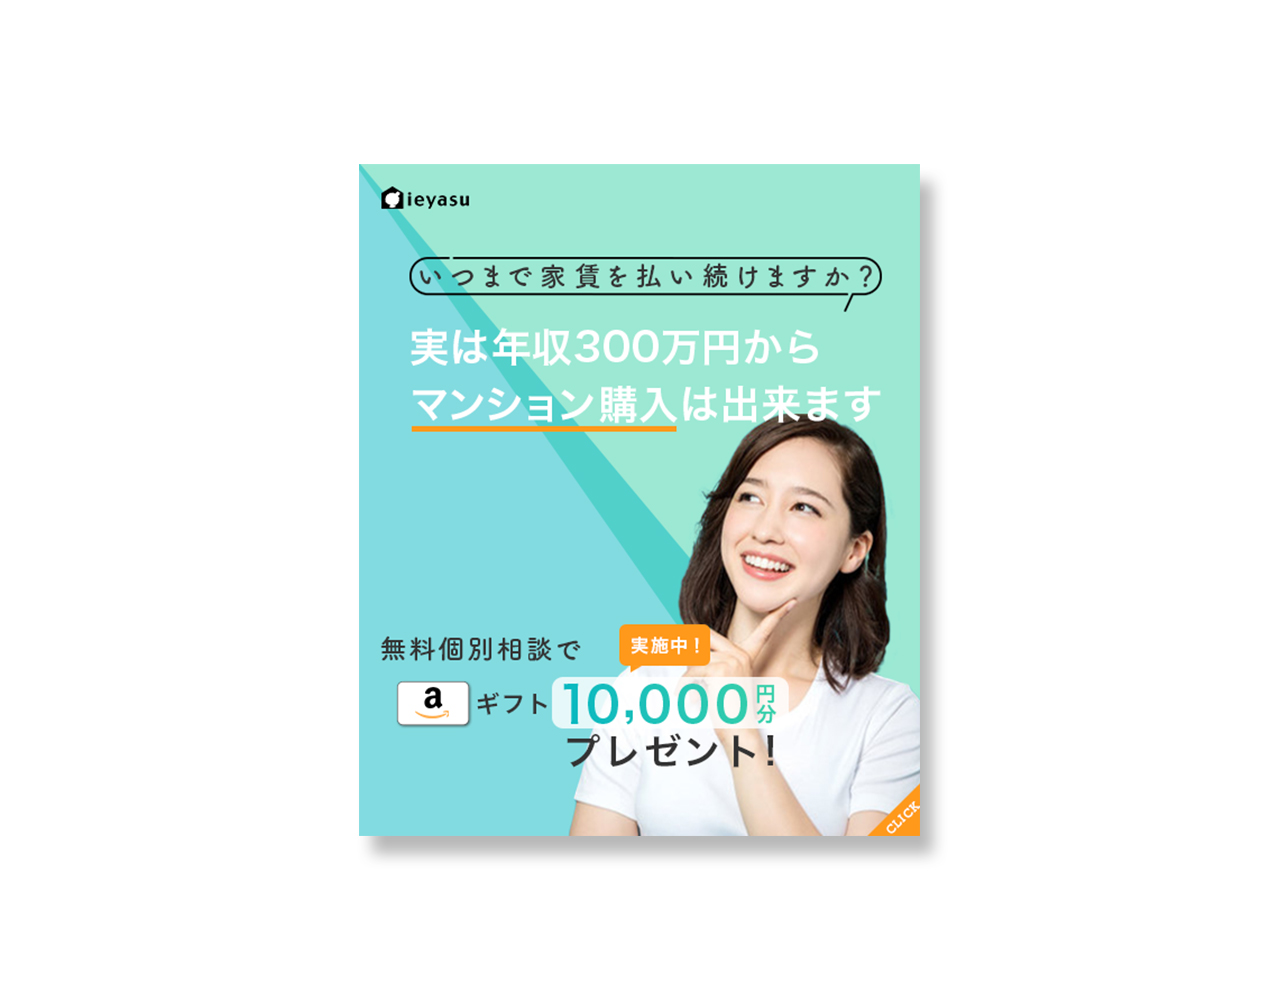 ieyasu
いつまで家賃を払い続けますか？
実は年収300万円から
マンション購入は出来ます
無料個別相談で
実施中！
a ギフト 10,000円分
プレゼント！
CLICK